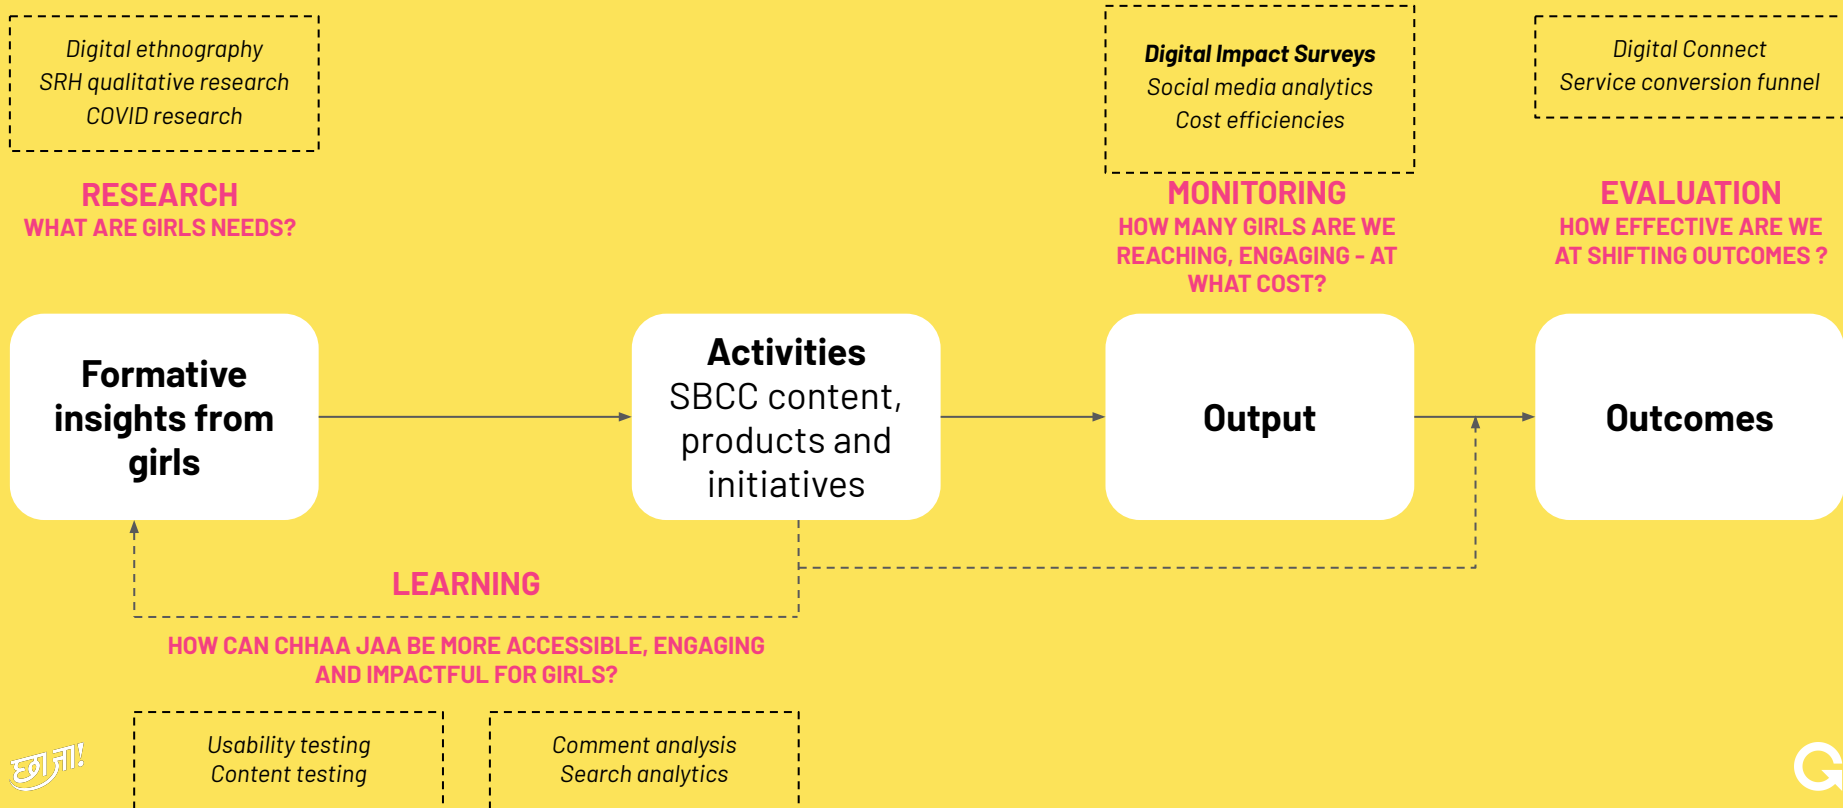 Digital ethnography
SRH qualitative research
COVID research
RESEARCH
WHAT ARE GIRLS NEEDS?
Digital Impact Surveys
Social media analytics
Cost efficiencies
MONITORING
HOW MANY GIRLS ARE WE
REACHING, ENGAGING - AT
WHAT COST?
Digital Connect
Service conversion funnel
EVALUATION
HOW EFFECTIVE ARE WE
AT SHIFTING OUTCOMES ?
Formative
insights from
girls
Activities
SBCC content,
products and
initiatives
Output
Outcomes
LEARNING
HOW CAN CHHAA JAA BE MORE ACCESSIBLE, ENGAGING
AND IMPACTFUL FOR GIRLS?
Usability testing
Content testing
Comment analysis
Search analytics
छा जा!